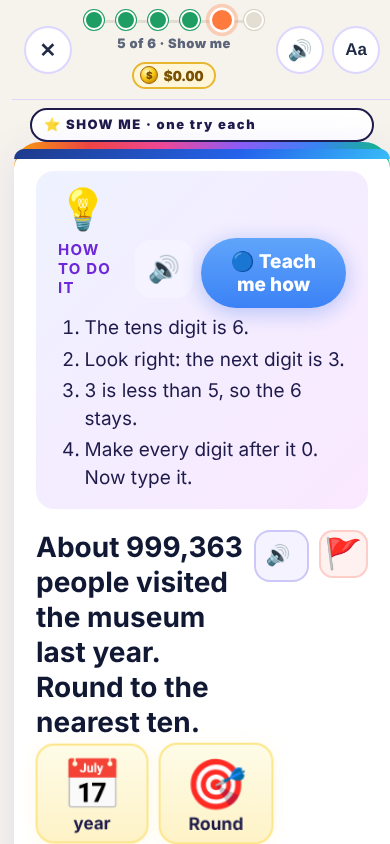 5 of 6 · Show me
$ $0.00
Aa
⭐ SHOW ME · one try each
HOW
TO DO
IT
Teach
me how
1. The tens digit is 6.
2. Look right: the next digit is 3.
3. 3 is less than 5, so the 6
stays.
4. Make every digit after it 0.
Now type it.
About 999,363
people visited
the museum
last year.
Round to the
nearest ten.
July
17
year
Round